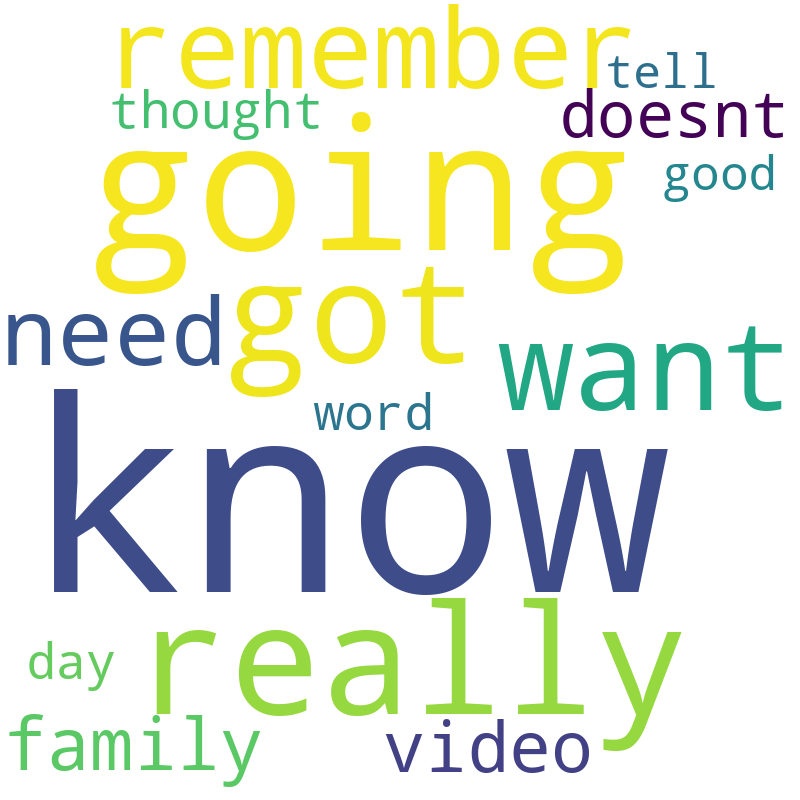 remember
tell
thought
doesnt
going
good
need
got
want
word
know
really
day
family
video